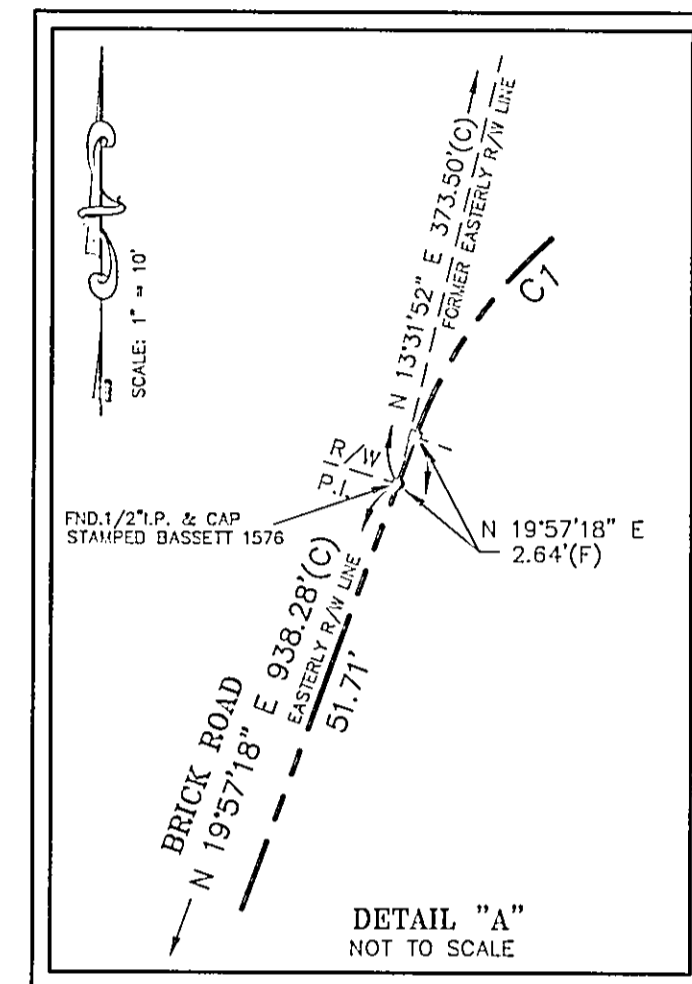 SCALE: 1" = 10'
N 13°31'52" E 373.50'(C)
FORMER EASTERLY R/W LINE
C1
R/W
P.I.
FND.1/2"I.P. & CAP
STAMPED BASSETT 1576
N 19°57'18" E
2.64'(F)
BRICK ROAD
N 19°57'18" E 938.28'(C)
EASTERLY R/W LINE
51.71'
DETAIL "A"
NOT TO SCALE